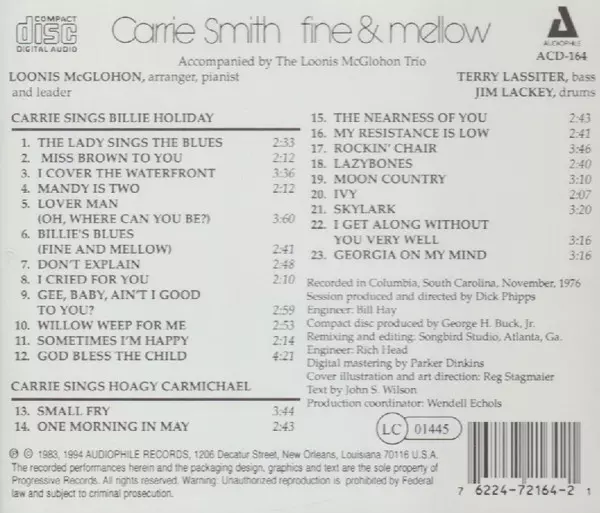 COMPACT
disc
DIGITAL AUDIO
Carrie Smith fine & mellow
AUDIOPHILE
ACD-164
Accompanied by The Loonis McGlohon Trio
LOONIS McGLOHON, arranger, pianist
and leader
TERRY LASSITER, bass
JIM LACKEY, drums
CARRIE SINGS BILLIE HOLIDAY
1. THE LADY SINGS THE BLUES 2:33
2. MISS BROWN TO YOU 2:12
3. I COVER THE WATERFRONT 3:36
4. MANDY IS TWO 2:12
5. LOVER MAN
(OH, WHERE CAN YOU BE?) 3:60
6. BILLIE'S BLUES
(FINE AND MELLOW) 2:41
7. DON'T EXPLAIN 2:48
8. I CRIED FOR YOU 2:10
9. GEE, BABY, AIN'T I GOOD
TO YOU? 2:59
10. WILLOW WEEP FOR ME 2:53
11. SOMETIMES I'M HAPPY 2:14
12. GOD BLESS THE CHILD 4:21
CARRIE SINGS HOAGY CARMICHAEL
13. SMALL FRY 3:44
14. ONE MORNING IN MAY 2:43
15. THE NEARNESS OF YOU 2:43
16. MY RESISTANCE IS LOW 2:41
17. ROCKIN' CHAIR 3:46
18. LAZYBONES 2:40
19. MOON COUNTRY 3:10
20. IVY 2:07
21. SKYLARK 3:20
22. I GET ALONG WITHOUT
YOU VERY WELL 3:16
23. GEORGIA ON MY MIND 3:16
Recorded in Columbia, South Carolina, November, 1976
Session produced and directed by Dick Phipps
Engineer: Bill Hay
Compact disc produced by George H. Buck, Jr.
Remixing and editing: Songbird Studio, Atlanta, Ga.
Engineer: Rich Head
Digital mastering by Parker Dinkins
Cover illustration and art direction: Reg Stagmaier
Text by John S. Wilson
Production coordinator: Wendell Echols
LC 01445
℗ © 1983, 1994 AUDIOPHILE RECORDS, 1206 Decatur Street, New Orleans, Louisiana 70116 U.S.A.
The recorded performances herein and the packaging design, graphics and text are the sole property of
Progressive Records. All rights reserved. Warning: Unauthorized reproduction is prohibited by Federal
law and subject to criminal prosecution.
7 62247-72164-2 1